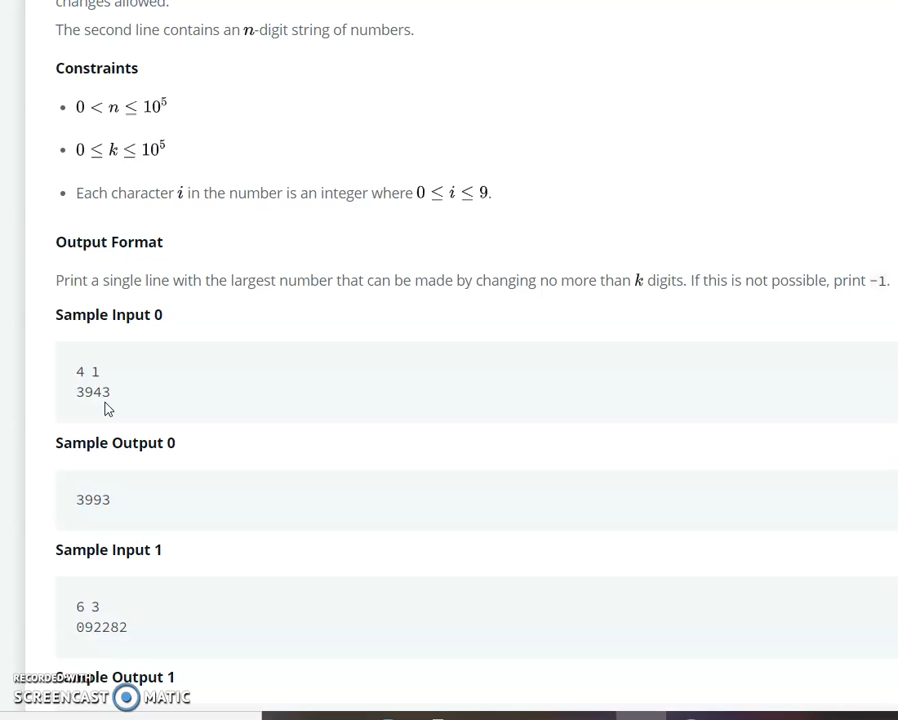 changes allowed.
The second line contains an n-digit string of numbers.
Constraints
• 0 < n ≤ 10⁵
• 0 ≤ k ≤ 10⁵
• Each character i in the number is an integer where 0 ≤ i ≤ 9.
Output Format
Print a single line with the largest number that can be made by changing no more than k digits. If this is not possible, print -1.
Sample Input 0
4 1
3943
Sample Output 0
3993
Sample Input 1
6 3
092282
Sample Output 1
RECORDED WITH
SCREENCAST MATIC